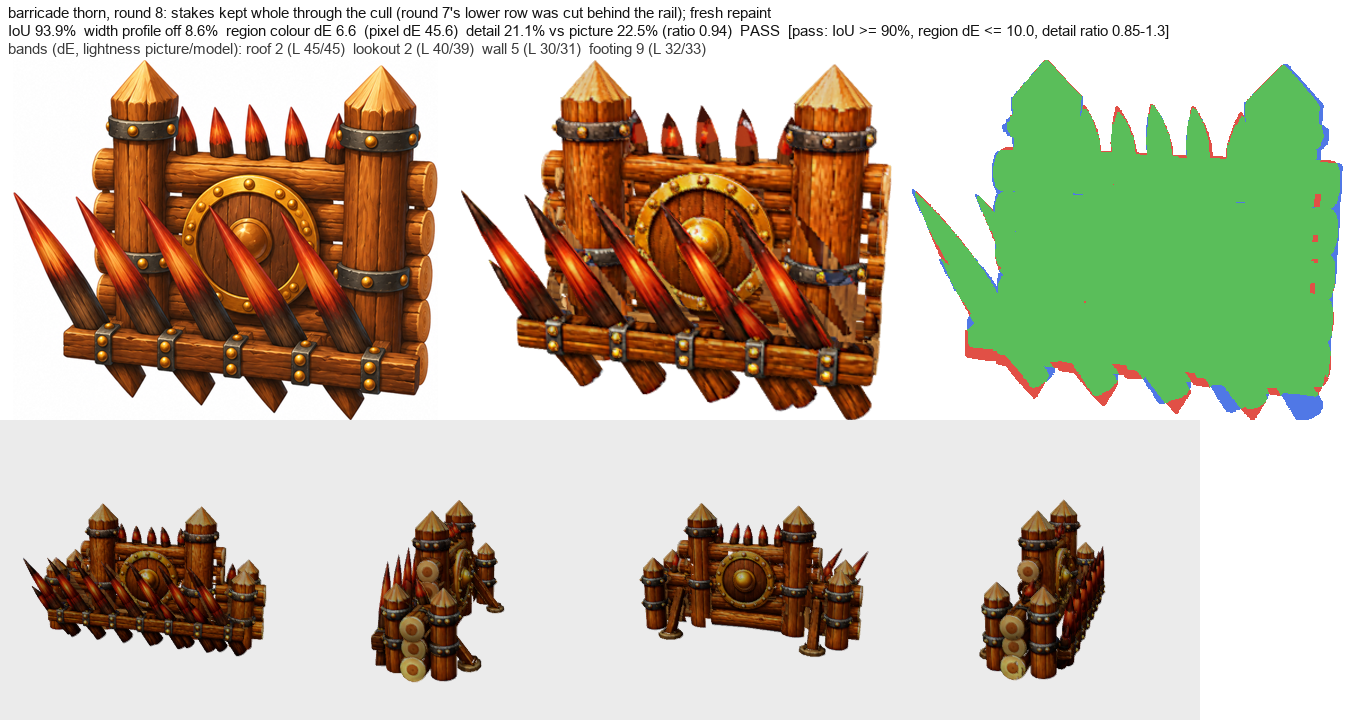 barricade thorn, round 8: stakes kept whole through the cull (round 7's lower row was cut behind the rail); fresh repaint
IoU 93.9%  width profile off 8.6%  region colour dE 6.6  (pixel dE 45.6)  detail 21.1% vs picture 22.5% (ratio 0.94)  PASS  [pass: IoU >= 90%, region dE <= 10.0, detail ratio 0.85-1.3]
bands (dE, lightness picture/model): roof 2 (L 45/45)  lookout 2 (L 40/39)  wall 5 (L 30/31)  footing 9 (L 32/33)